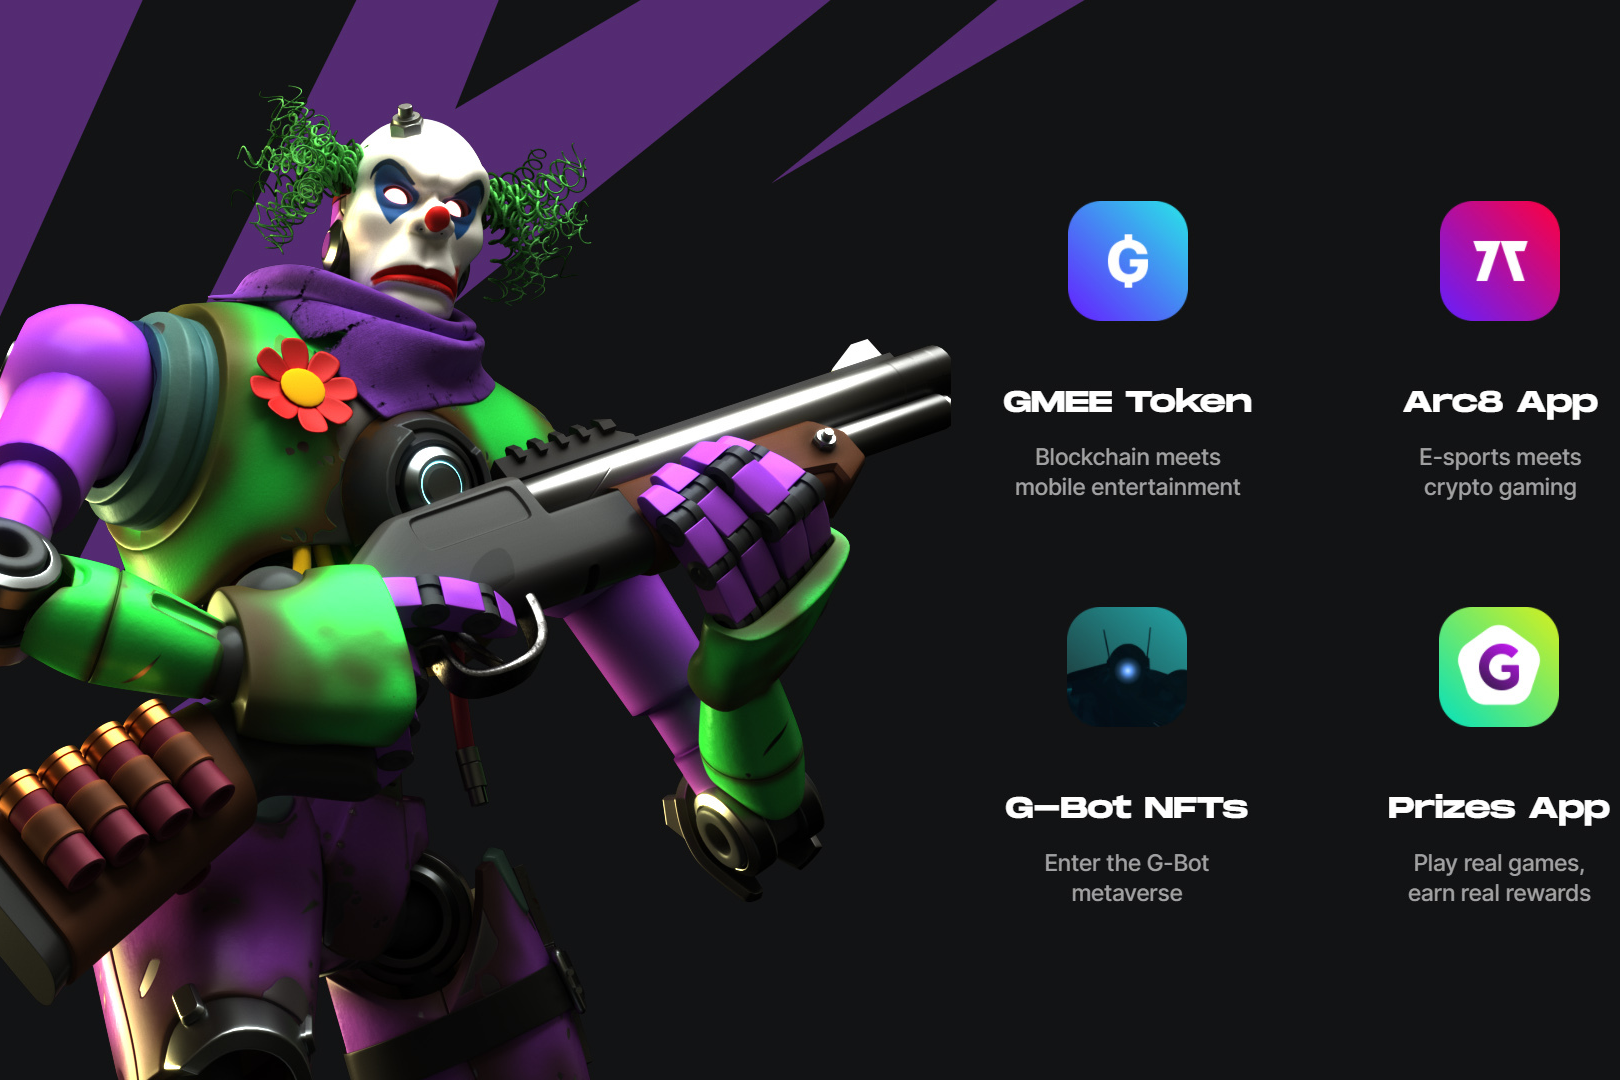 GMEE Token
Blockchain meets
mobile entertainment
Arc8 App
E-sports meets
crypto gaming
G
G-Bot NFTs
Enter the G-Bot
metaverse
Prizes App
Play real games,
earn real rewards